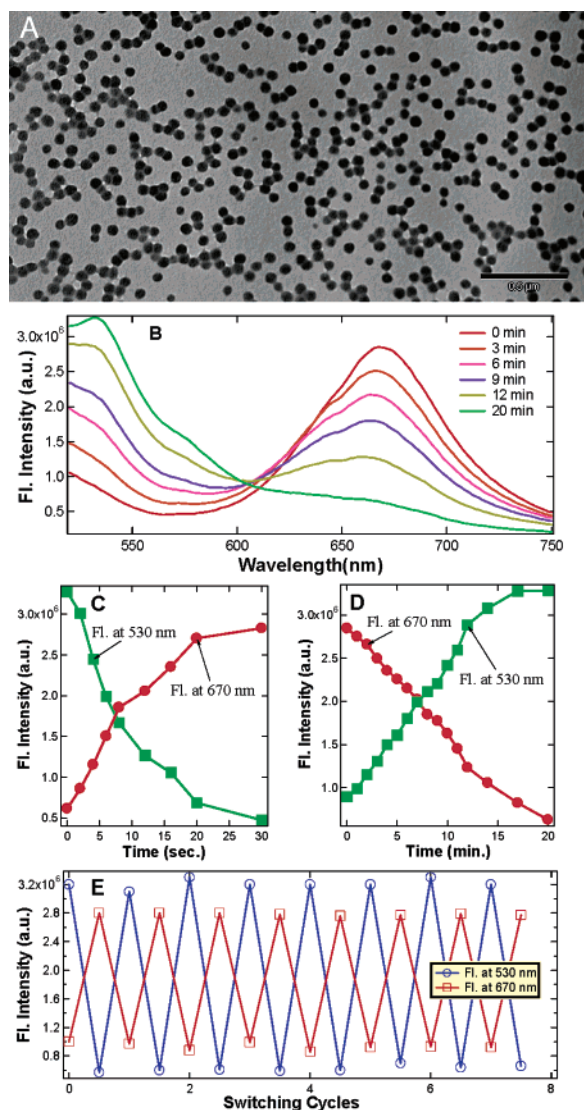 A
0.5 μm
B
3.0x10⁶
2.5
2.0
1.5
1.0
0.5
Fl. Intensity (a.u.)
0 min
3 min
6 min
9 min
12 min
20 min
550
600
650
700
750
Wavelength(nm)
C
3.0x10⁶
2.5
2.0
1.5
1.0
0.5
Fl. Intensity (a.u.)
Fl. at 530 nm
Fl. at 670 nm
0
5
10
15
20
25
30
Time (sec.)
D
3.0x10⁶
2.5
2.0
1.5
1.0
Fl. Intensity (a.u.)
Fl. at 670 nm
Fl. at 530 nm
0
5
10
15
20
Time (min.)
E
3.2x10⁶
2.8
2.4
2.0
1.6
1.2
0.8
Fl. Intensity (a.u.)
Fl. at 530 nm
Fl. at 670 nm
0
2
4
6
8
Switching Cycles